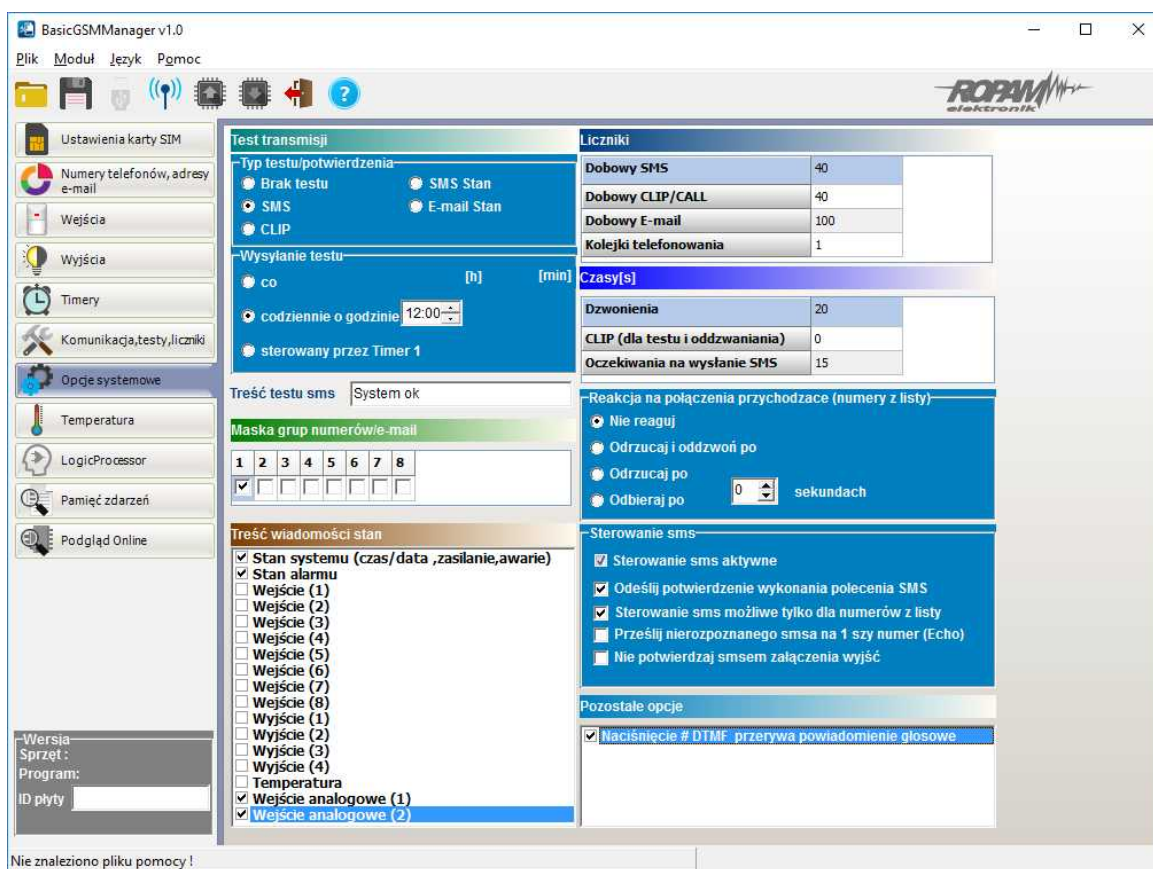 BasicGSMManager v1.0
Plik Moduł Język Pomoc
ROPAM
elektronik
Ustawienia karty SIM
Numery telefonów, adresy
e-mail
Wejścia
Wyjścia
Timery
Komunikacja,testy,liczniki
Opcje systemowe
Temperatura
LogicProcessor
Pamięć zdarzeń
Podgląd Online
Wersja
Sprzęt :
Program:
ID płyty
Test transmisji
Typ testu/potwierdzenia
Brak testu
SMS Stan
SMS
E-mail Stan
CLIP
Wysyłanie testu
co [h] [min]
codziennie o godzinie 12:00
sterowany przez Timer 1
Treść testu sms System ok
Maska grup numerów/e-mail
1 2 3 4 5 6 7 8
Treść wiadomości stan
Stan systemu (czas/data ,zasilanie,awarie)
Stan alarmu
Wejście (1)
Wejście (2)
Wejście (3)
Wejście (4)
Wejście (5)
Wejście (6)
Wejście (7)
Wejście (8)
Wyjście (1)
Wyjście (2)
Wyjście (3)
Wyjście (4)
Temperatura
Wejście analogowe (1)
Wejście analogowe (2)
Liczniki
Dobowy SMS 40
Dobowy CLIP/CALL 40
Dobowy E-mail 100
Kolejki telefonowania 1
Czasy[s]
Dzwonienia 20
CLIP (dla testu i oddzwaniania) 0
Oczekiwania na wysłanie SMS 15
Reakcja na połączenia przychodzace (numery z listy)
Nie reaguj
Odrzucaj i oddzwoń po
Odrzucaj po
Odbieraj po
0 sekundach
Sterowanie sms
Sterowanie sms aktywne
Odeślij potwierdzenie wykonania polecenia SMS
Sterowanie sms możliwe tylko dla numerów z listy
Prześlij nierozpoznanego smsa na 1 szy numer (Echo)
Nie potwierdzaj smsem załączenia wyjść
Pozostałe opcje
Naciśnięcie # DTMF przerywa powiadomienie głosowe
Nie znaleziono pliku pomocy !